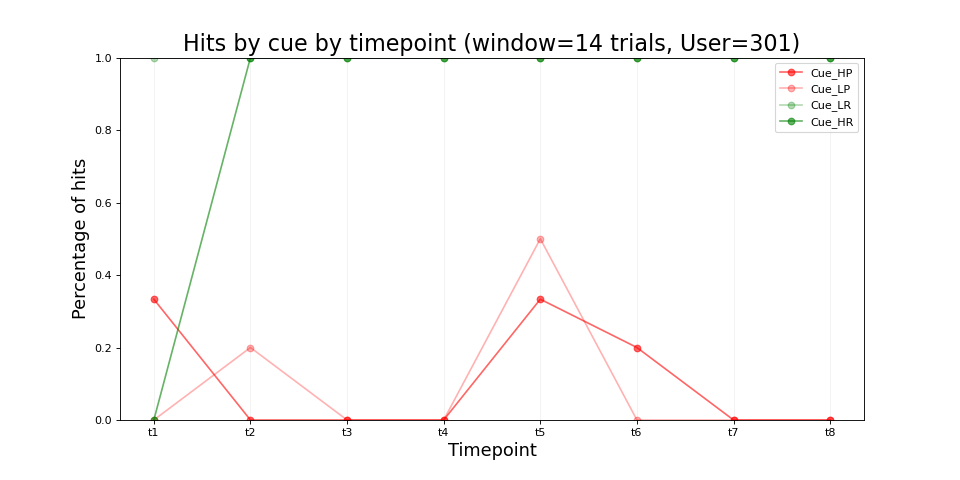 Hits by cue by timepoint (window=14 trials, User=301)
Percentage of hits
1.0
0.8
0.6
0.4
0.2
0.0
Cue_HP
Cue_LP
Cue_LR
Cue_HR
t1 t2 t3 t4 t5 t6 t7 t8
Timepoint